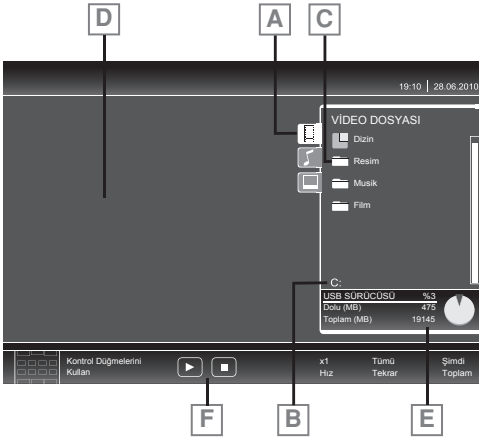 D
A
C
19:10 28.06.2010
VİDEO DOSYASI
Dizin
Resim
Musik
Film
C:
USB SÜRÜCÜSÜ %3
Dolu (MB) 475
Toplam (MB) 19145
Kontrol Düğmelerini
Kullan
x1 Tümü Şimdi
Hız Tekrar Toplam
F
B
E